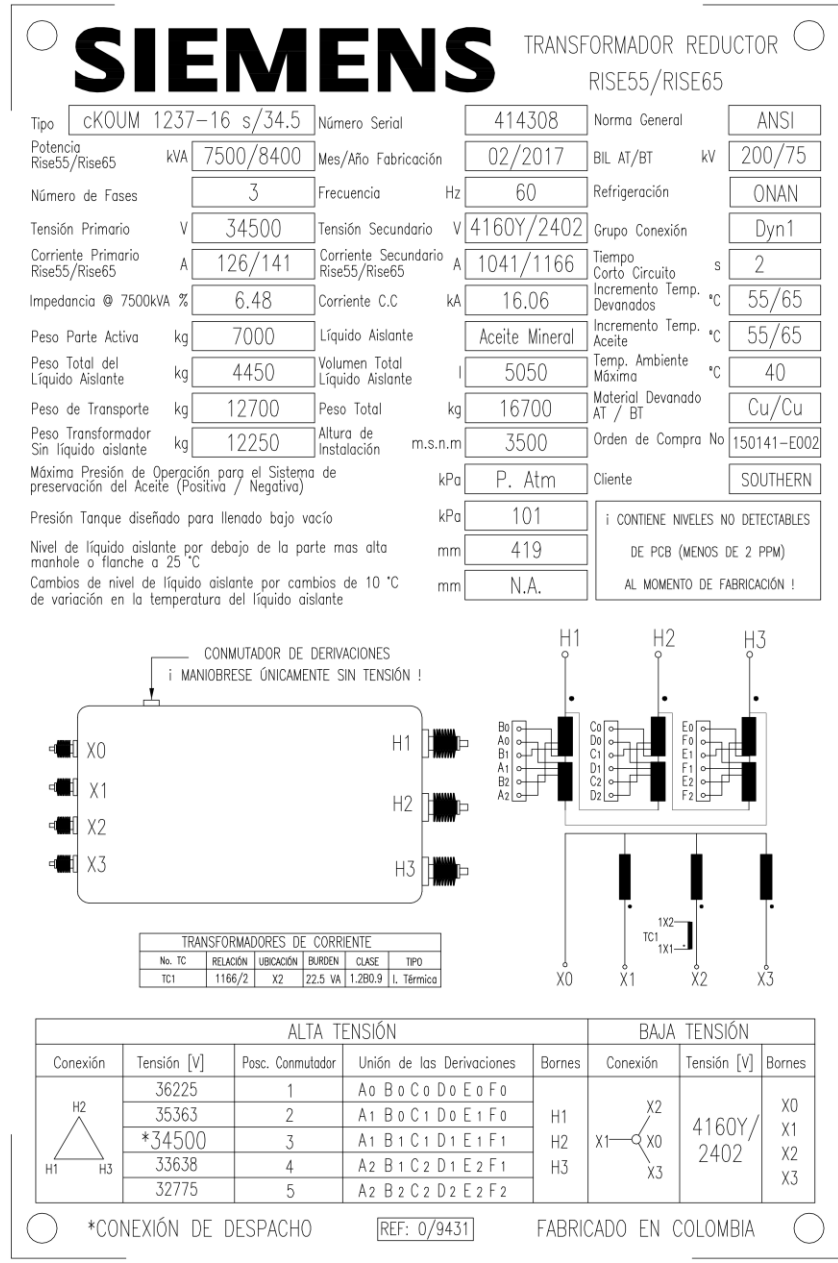 SIEMENS
TRANSFORMADOR REDUCTOR
RISE55/RISE65
Tipo cKOUM 1237-16 s/34.5 Número Serial 414308 Norma General ANSI
Potencia Rise55/Rise65 kVA 7500/8400 Mes/Año Fabricación 02/2017 BIL AT/BT kV 200/75
Número de Fases 3 Frecuencia Hz 60 Refrigeración ONAN
Tensión Primario V 34500 Tensión Secundario V 4160Y/2402 Grupo Conexión Dyn1
Corriente Primario Rise55/Rise65 A 126/141 Corriente Secundario Rise55/Rise65 A 1041/1166 Tiempo Corto Circuito s 2
Impedancia @ 7500kVA % 6.48 Corriente C.C kA 16.06 Incremento Temp. Devanados °C 55/65
Peso Parte Activa kg 7000 Líquido Aislante Aceite Mineral Incremento Temp. Aceite °C 55/65
Peso Total del Líquido Aislante kg 4450 Volumen Total Líquido Aislante l 5050 Temp. Ambiente Máxima °C 40
Peso de Transporte kg 12700 Peso Total kg 16700 Material Devanado AT / BT Cu/Cu
Peso Transformador Sin líquido aislante kg 12250 Altura de Instalación m.s.n.m 3500 Orden de Compra No 150141-E002
Máxima Presión de Operación para el Sistema de preservación del Aceite (Positiva / Negativa) kPa P. Atm Cliente SOUTHERN
Presión Tanque diseñado para llenado bajo vacío kPa 101
Nivel de líquido aislante por debajo de la parte mas alta manhole o flanche a 25 °C mm 419
Cambios de nivel de líquido aislante por cambios de 10 °C de variación en la temperatura del líquido aislante mm N.A.
¡ CONTIENE NIVELES NO DETECTABLES
DE PCB (MENOS DE 2 PPM)
AL MOMENTO DE FABRICACIÓN !
CONMUTADOR DE DERIVACIONES
¡ MANIOBRESE ÚNICAMENTE SIN TENSIÓN !
X0
X1
X2
X3
H1
H2
H3
H1 H2 H3
B0 C0 E0
A0 D0 F0
B1 C1 E1
A1 D1 F1
B2 C2 E2
A2 D2 F2
1X2
TC1
1X1
X0 X1 X2 X3
TRANSFORMADORES DE CORRIENTE
No. TC RELACIÓN UBICACIÓN BURDEN CLASE TIPO
TC1 1166/2 X2 22.5 VA 1.2B0.9 I. Térmica
ALTA TENSIÓN BAJA TENSIÓN
Conexión Tensión [V] Posc. Conmutador Unión de las Derivaciones Bornes Conexión Tensión [V] Bornes
36225 1 A0 B0 C0 D0 E0 F0
35363 2 A1 B0 C1 D0 E1 F0
*34500 3 A1 B1 C1 D1 E1 F1
33638 4 A2 B1 C2 D1 E2 F1
32775 5 A2 B2 C2 D2 E2 F2
H2
H1 H3
H1
H2
H3
X2
X1 X0
X3
4160Y/
2402
X0
X1
X2
X3
*CONEXIÓN DE DESPACHO REF: 0/9431 FABRICADO EN COLOMBIA